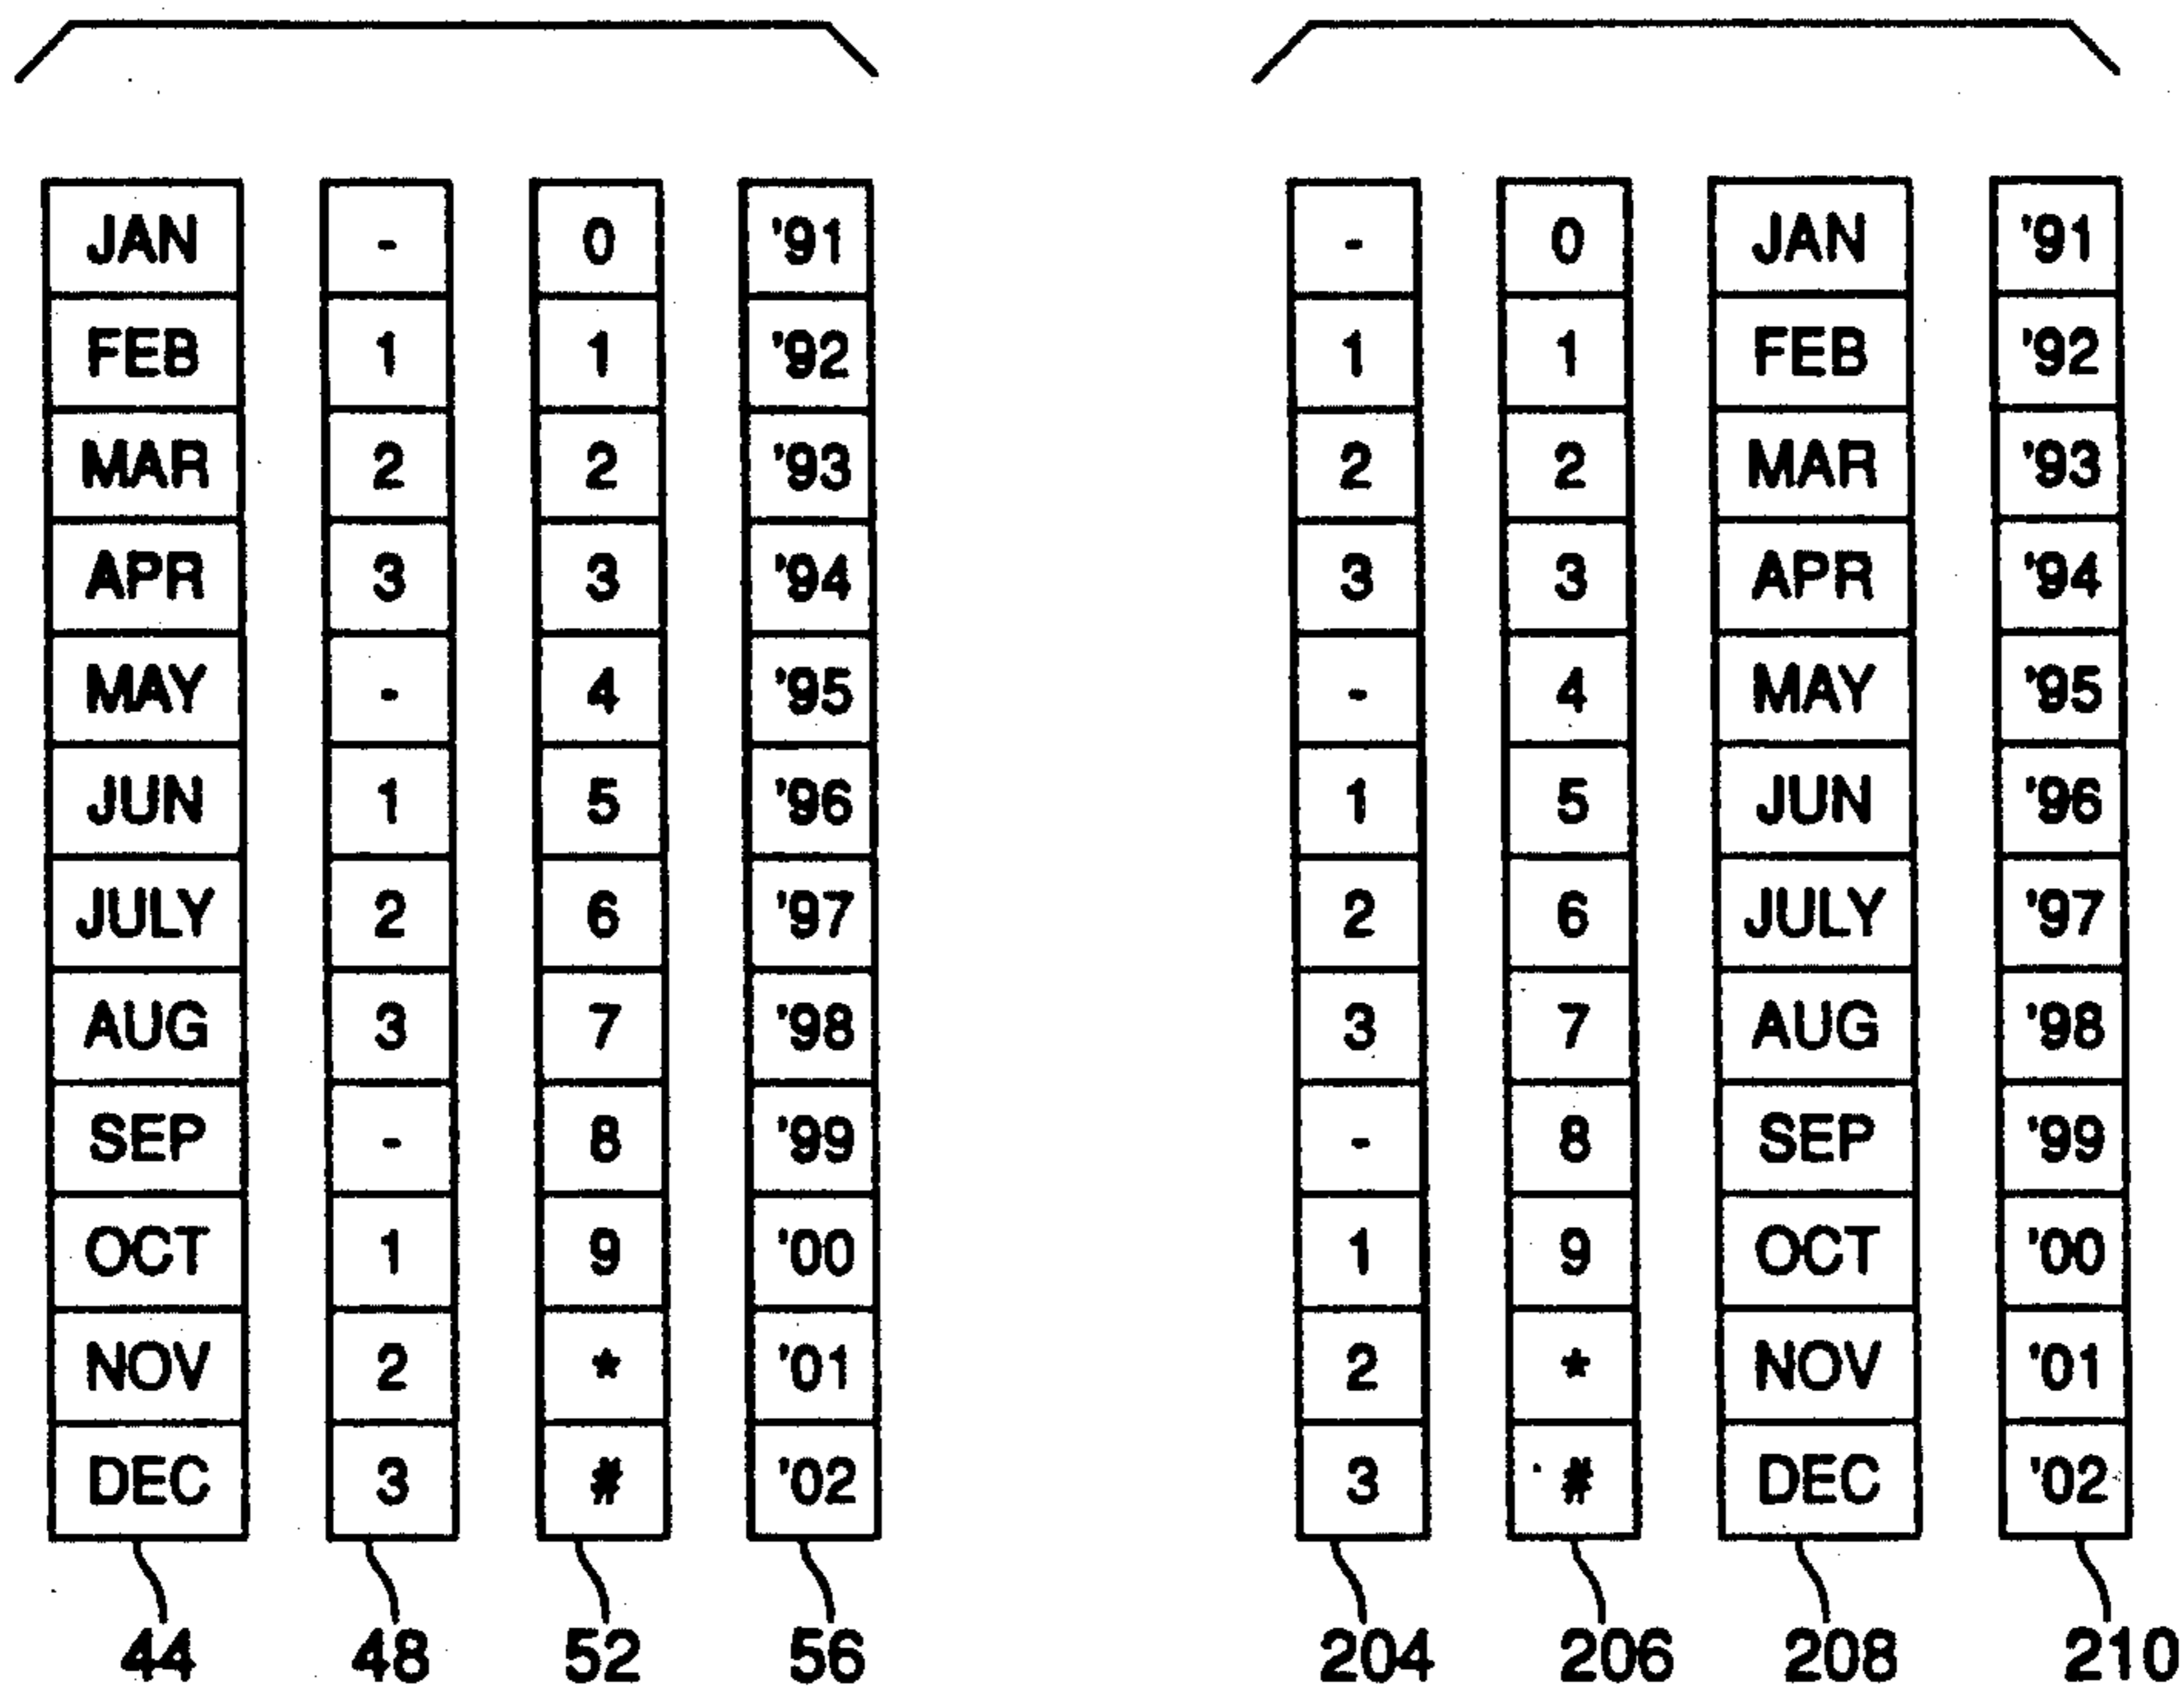 JAN - 0 '91 - 0 JAN '91
FEB 1 1 '92 1 1 FEB '92
MAR 2 2 '93 2 2 MAR '93
APR 3 3 '94 3 3 APR '94
MAY - 4 '95 - 4 MAY '95
JUN 1 5 '96 1 5 JUN '96
JULY 2 6 '97 2 6 JULY '97
AUG 3 7 '98 3 7 AUG '98
SEP - 8 '99 - 8 SEP '99
OCT 1 9 '00 1 9 OCT '00
NOV 2 * '01 2 * NOV '01
DEC 3 # '02 3 # DEC '02
44 48 52 56 204 206 208 210